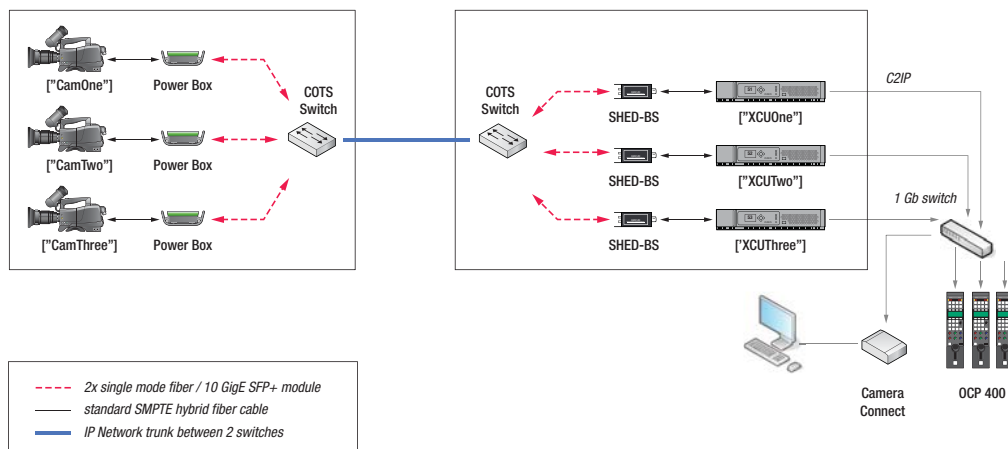 ["CamOne"]
Power Box
["CamTwo"]
Power Box
["CamThree"]
Power Box
COTS
Switch
COTS
Switch
SHED-BS
["XCUOne"]
SHED-BS
["XCUTwo"]
SHED-BS
['XCUThree"]
C2IP
1 Gb switch
Camera
Connect
OCP 400
2x single mode fiber / 10 GigE SFP+ module
standard SMPTE hybrid fiber cable
IP Network trunk between 2 switches